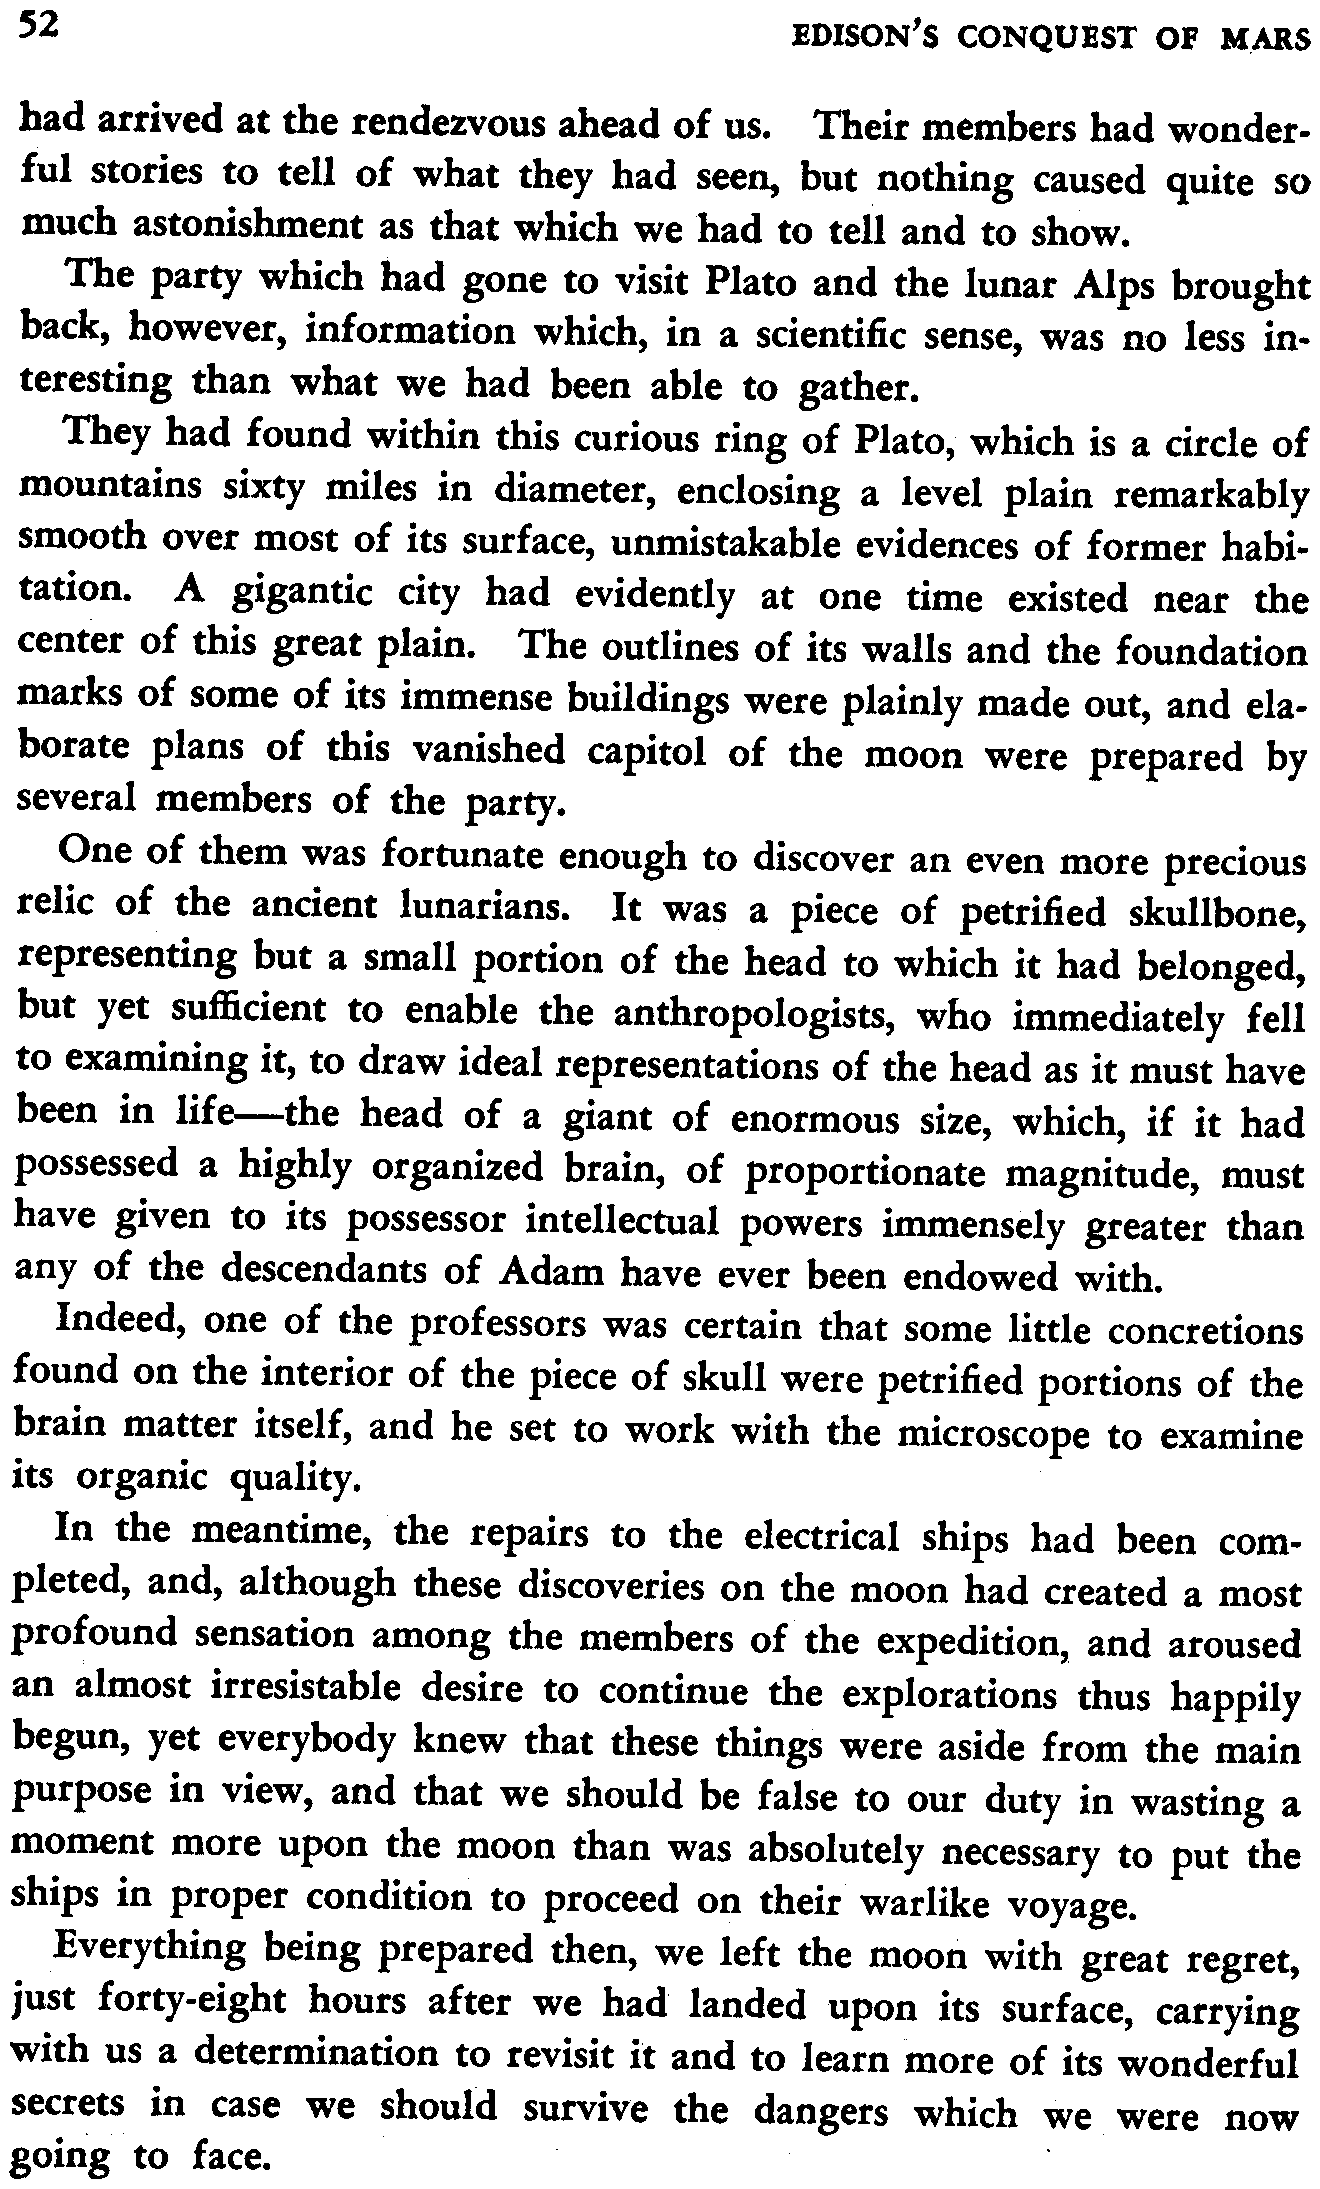 52
EDISON'S CONQUEST OF MARS
had arrived at the rendezvous ahead of us. Their members had wonder-
ful stories to tell of what they had seen, but nothing caused quite so
much astonishment as that which we had to tell and to show.
The party which had gone to visit Plato and the lunar Alps brought
back, however, information which, in a scientific sense, was no less in-
teresting than what we had been able to gather.
They had found within this curious ring of Plato, which is a circle of
mountains sixty miles in diameter, enclosing a level plain remarkably
smooth over most of its surface, unmistakable evidences of former habi-
tation. A gigantic city had evidently at one time existed near the
center of this great plain. The outlines of its walls and the foundation
marks of some of its immense buildings were plainly made out, and ela-
borate plans of this vanished capitol of the moon were prepared by
several members of the party.
One of them was fortunate enough to discover an even more precious
relic of the ancient lunarians. It was a piece of petrified skullbone,
representing but a small portion of the head to which it had belonged,
but yet sufficient to enable the anthropologists, who immediately fell
to examining it, to draw ideal representations of the head as it must have
been in life—the head of a giant of enormous size, which, if it had
possessed a highly organized brain, of proportionate magnitude, must
have given to its possessor intellectual powers immensely greater than
any of the descendants of Adam have ever been endowed with.
Indeed, one of the professors was certain that some little concretions
found on the interior of the piece of skull were petrified portions of the
brain matter itself, and he set to work with the microscope to examine
its organic quality.
In the meantime, the repairs to the electrical ships had been com-
pleted, and, although these discoveries on the moon had created a most
profound sensation among the members of the expedition, and aroused
an almost irresistable desire to continue the explorations thus happily
begun, yet everybody knew that these things were aside from the main
purpose in view, and that we should be false to our duty in wasting a
moment more upon the moon than was absolutely necessary to put the
ships in proper condition to proceed on their warlike voyage.
Everything being prepared then, we left the moon with great regret,
just forty-eight hours after we had landed upon its surface, carrying
with us a determination to revisit it and to learn more of its wonderful
secrets in case we should survive the dangers which we were now
going to face.